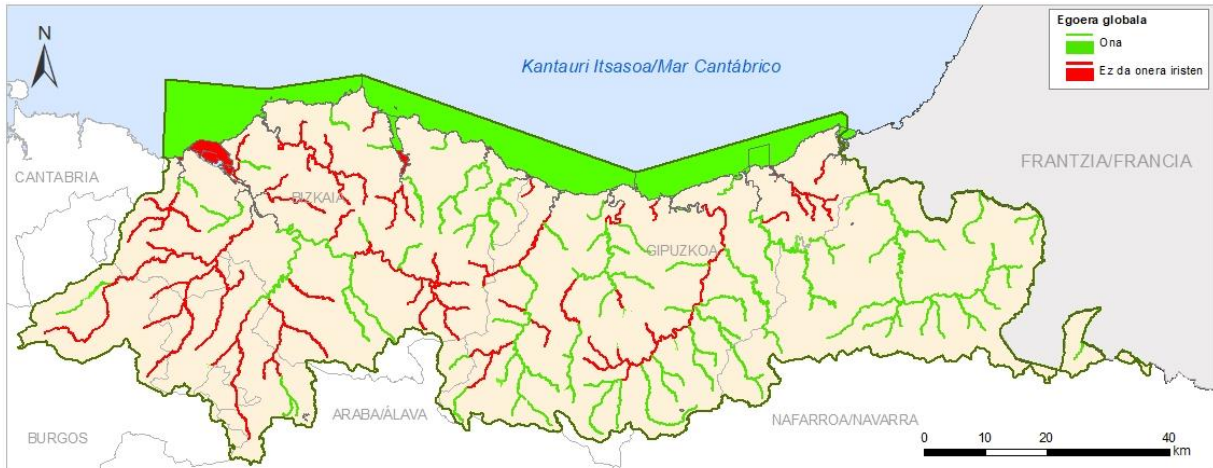 N
Kantauri Itsasoa/Mar Cantábrico
Egoera globala
Ona
Ez da onera iristen
FRANTZIA/FRANCIA
CANTABRIA
BIZKAIA
GIPUZKOA
ARABA/ÁLAVA
NAFARROA/NAVARRA
BURGOS
0 10 20 40
km